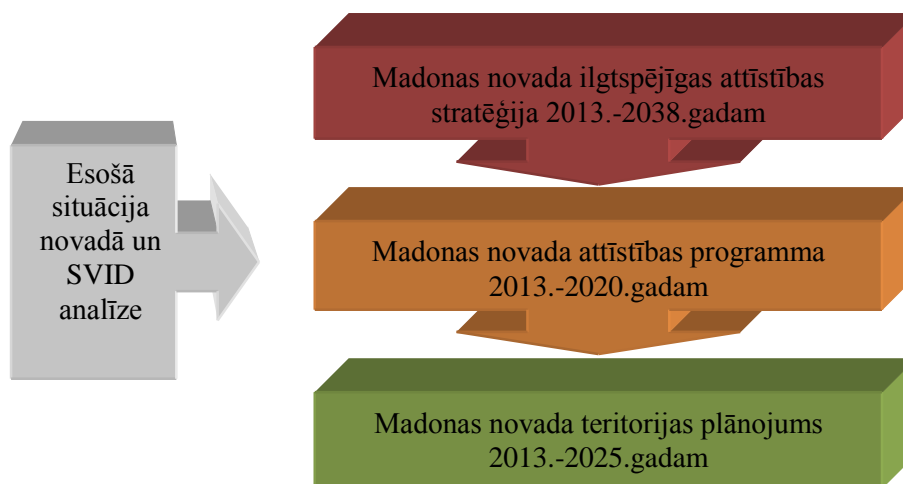 Esošā
situācija
novadā un
SVID
analīze
Madonas novada ilgtspējīgas attīstības
stratēģija 2013.-2038.gadam
Madonas novada attīstības programma
2013.-2020.gadam
Madonas novada teritorijas plānojums
2013.-2025.gadam